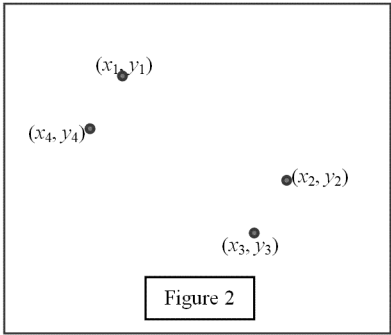 (x₁, y₁)
(x₄, y₄)
(x₂, y₂)
(x₃, y₃)
Figure 2